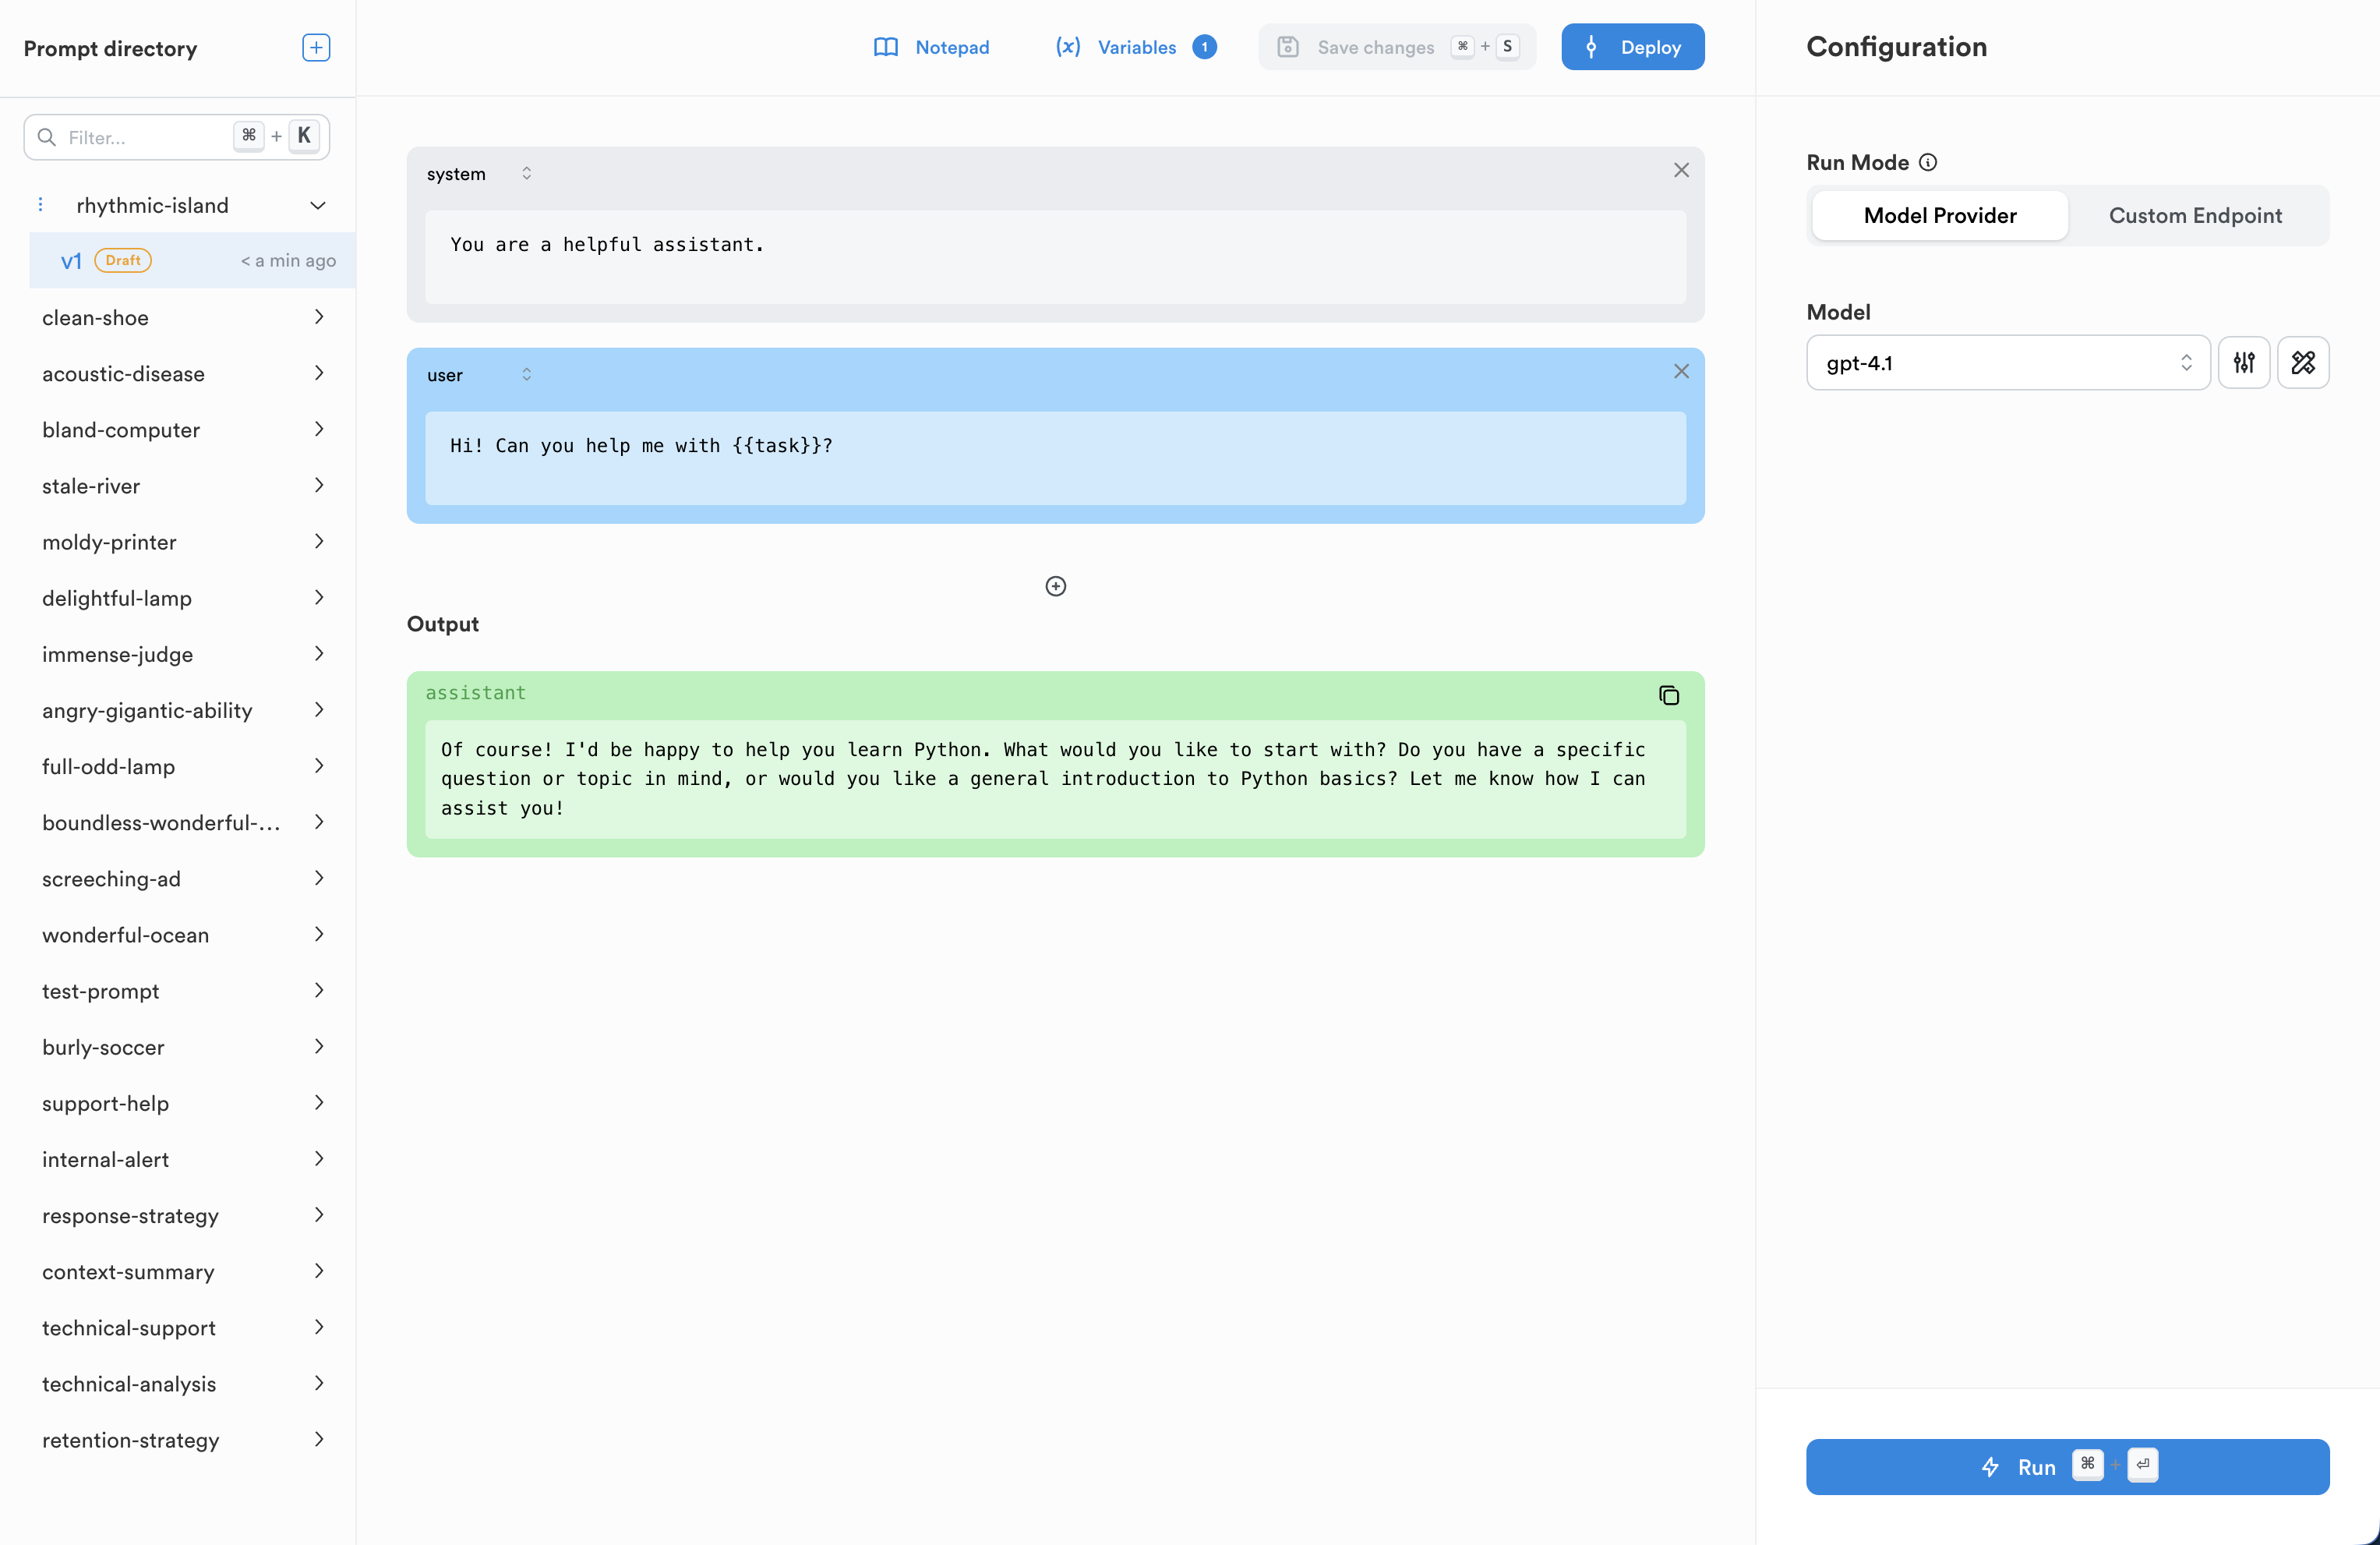 Prompt directory
Notepad
Variables 1
Save changes ⌘ + S
Deploy
Configuration
Filter... ⌘ + K
rhythmic-island
v1 Draft < a min ago
clean-shoe
acoustic-disease
bland-computer
stale-river
moldy-printer
delightful-lamp
immense-judge
angry-gigantic-ability
full-odd-lamp
boundless-wonderful-...
screeching-ad
wonderful-ocean
test-prompt
burly-soccer
support-help
internal-alert
response-strategy
context-summary
technical-support
technical-analysis
retention-strategy
system
You are a helpful assistant.
user
Hi! Can you help me with {{task}}?
Output
assistant
Of course! I'd be happy to help you learn Python. What would you like to start with? Do you have a specific
question or topic in mind, or would you like a general introduction to Python basics? Let me know how I can
assist you!
Run Mode
Model Provider
Custom Endpoint
Model
gpt-4.1
Run ⌘ + ⏎